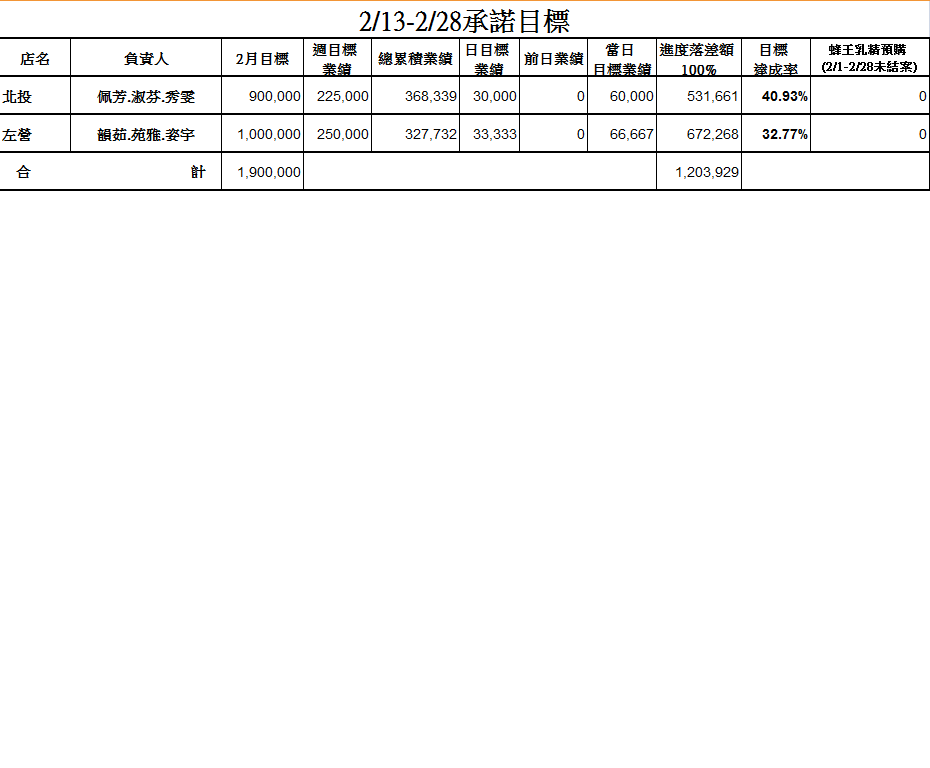 2/13-2/28承諾目標
店名 負責人 2月目標 週目標業績 總累積業績 日目標業績 前日業績 當日目標業績 進度落差額100% 目標達成率 蜂王乳精預購(2/1-2/28未結案)
北投 佩芳.淑芬.秀雯 900,000 225,000 368,339 30,000 0 60,000 531,661 40.93% 0
左營 韻茹.苑雅.姿宇 1,000,000 250,000 327,732 33,333 0 66,667 672,268 32.77% 0
合計 1,900,000 1,203,929